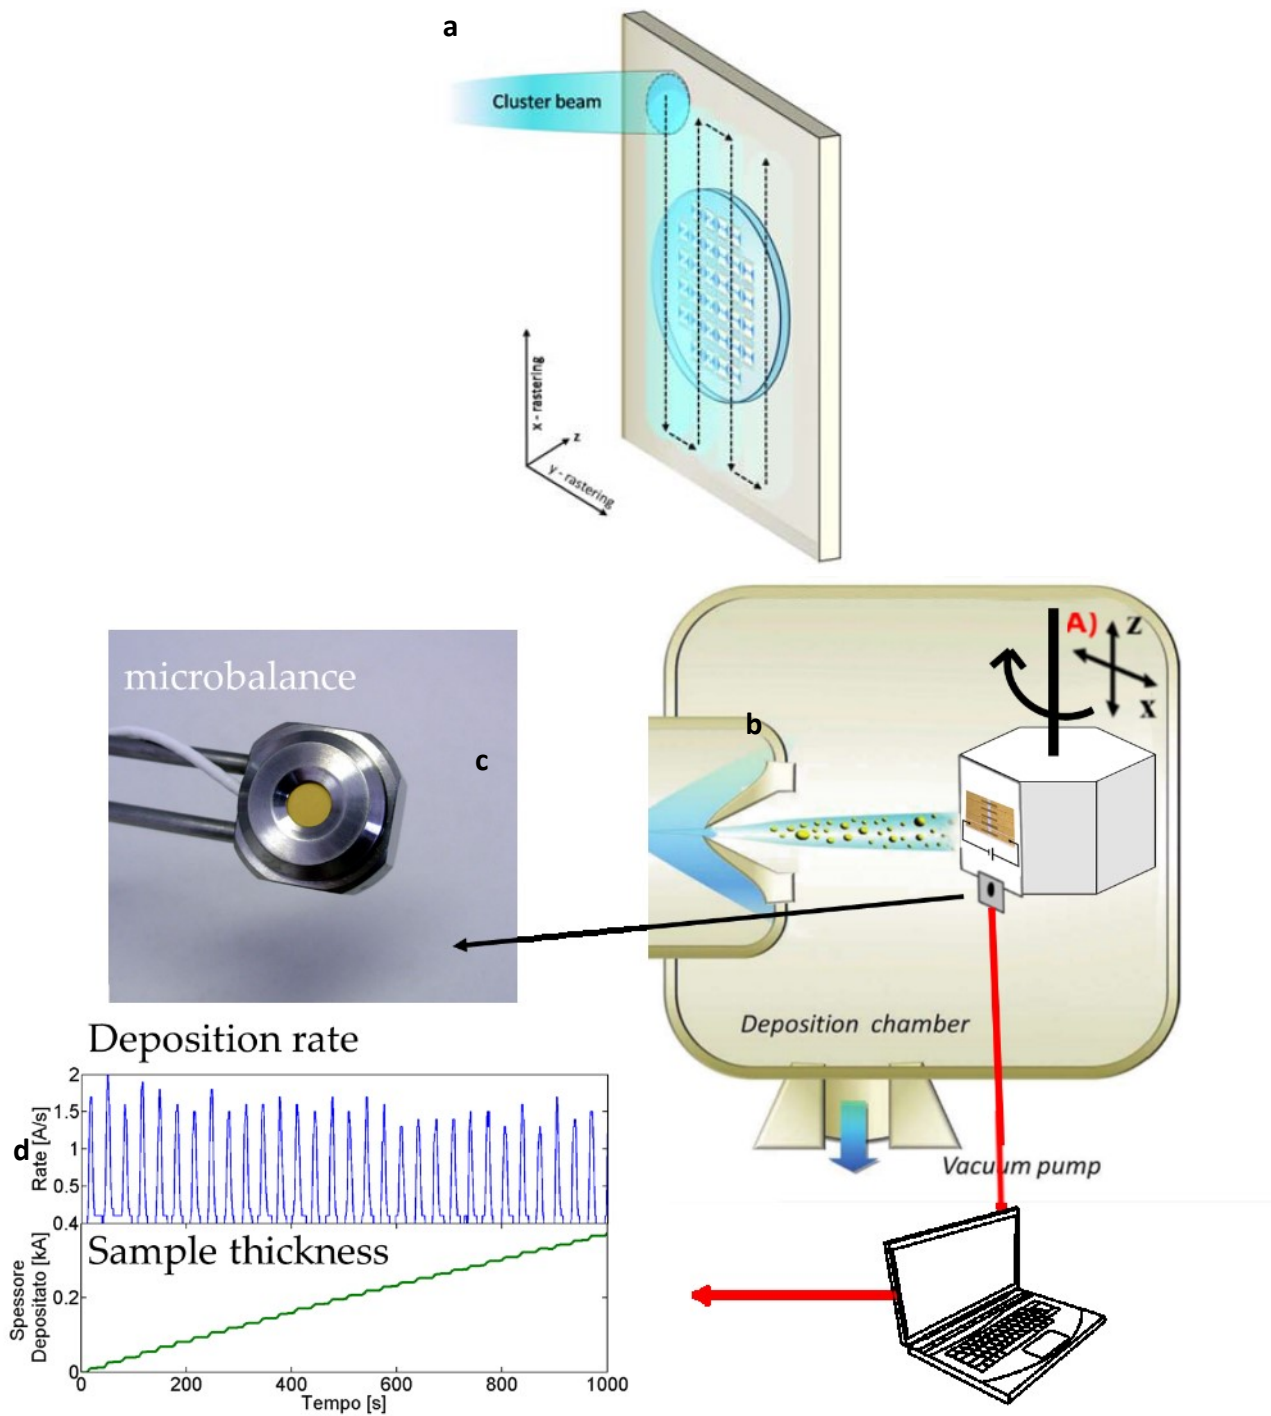 a
Cluster beam
x - rastering
z
y - rastering
A)
z
x
b
microbalance
c
Deposition chamber
Vacuum pump
Deposition rate
d
Rate [A/s]
2
1.5
1
0.5
0.4
Sample thickness
Spessore
Depositato [kA]
0.2
0
0 200 400 600 800 1000
Tempo [s]